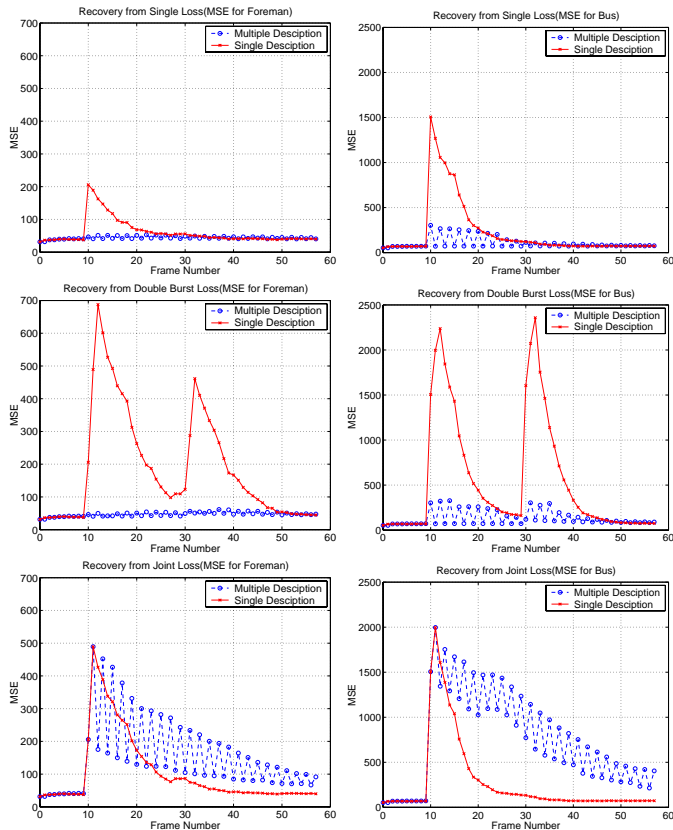 Recovery from Single Loss(MSE for Foreman)
700
600
500
400
300
200
100
0
MSE
Multiple Desciption
Single Desciption
0 10 20 30 40 50 60
Frame Number
Recovery from Single Loss(MSE for Bus)
2500
2000
1500
1000
500
0
MSE
Multiple Desciption
Single Desciption
0 10 20 30 40 50 60
Frame Number
Recovery from Double Burst Loss(MSE for Foreman)
700
600
500
400
300
200
100
0
MSE
Multiple Desciption
Single Desciption
0 10 20 30 40 50 60
Frame Number
Recovery from Double Burst Loss(MSE for Bus)
2500
2000
1500
1000
500
0
MSE
Multiple Desciption
Single Desciption
0 10 20 30 40 50 60
Frame Number
Recovery from Joint Loss(MSE for Foreman)
700
600
500
400
300
200
100
0
MSE
Multiple Desciption
Single Desciption
0 10 20 30 40 50 60
Frame Number
Recovery from Joint Loss(MSE for Bus)
2500
2000
1500
1000
500
0
MSE
Multiple Desciption
Single Desciption
0 10 20 30 40 50 60
Frame Number